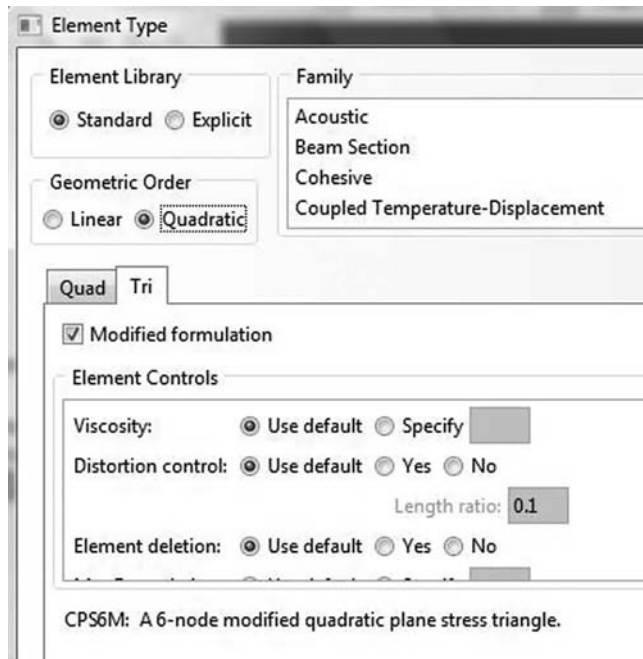 Element Type
Element Library
Standard Explicit
Family
Acoustic
Beam Section
Cohesive
Coupled Temperature-Displacement
Geometric Order
Linear Quadratic
Quad Tri
Modified formulation
Element Controls
Viscosity: Use default Specify
Distortion control: Use default Yes No
Length ratio: 0.1
Element deletion: Use default Yes No
CPS6M: A 6-node modified quadratic plane stress triangle.